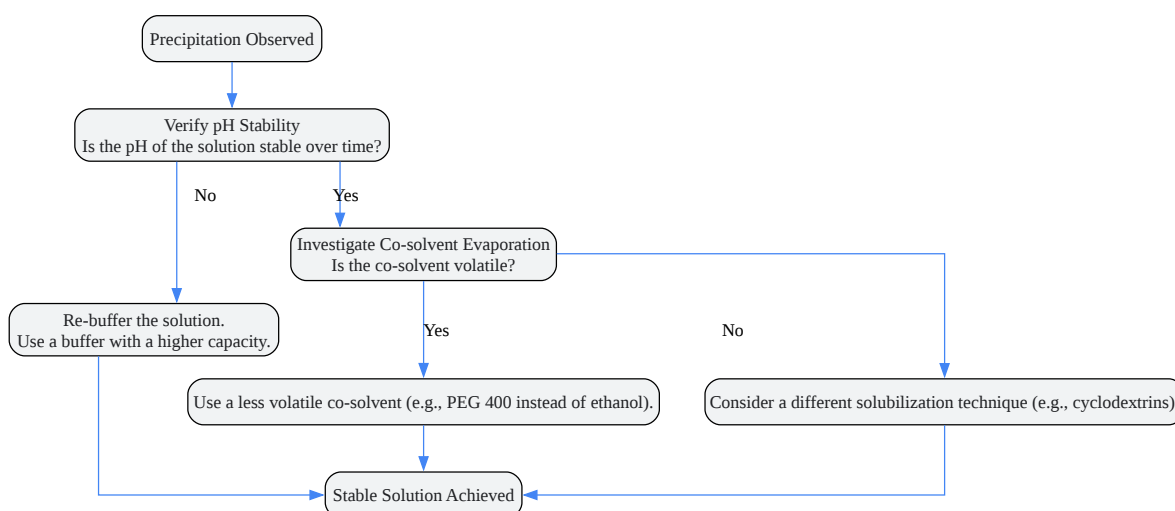 Precipitation Observed
Verify pH Stability
Is the pH of the solution stable over time?
No
Yes
Investigate Co-solvent Evaporation
Is the co-solvent volatile?
Re-buffer the solution.
Use a buffer with a higher capacity.
Yes
No
Use a less volatile co-solvent (e.g., PEG 400 instead of ethanol).
Consider a different solubilization technique (e.g., cyclodextrins)
Stable Solution Achieved